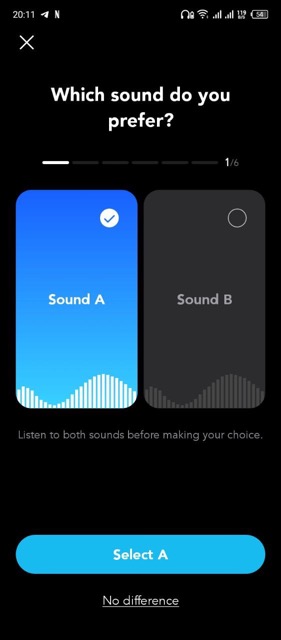 20:11
Which sound do you
prefer?
1/6
Sound A
Sound B
Listen to both sounds before making your choice.
Select A
No difference